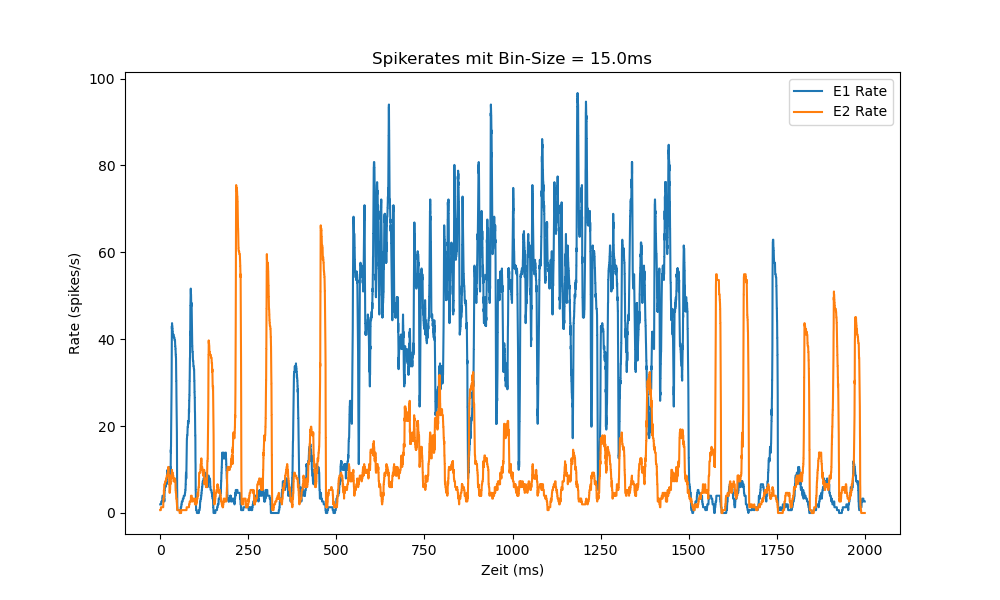 Spikerates mit Bin-Size = 15.0ms
E1 Rate
E2 Rate
Rate (spikes/s)
100
80
60
40
20
0
0 250 500 750 1000 1250 1500 1750 2000
Zeit (ms)